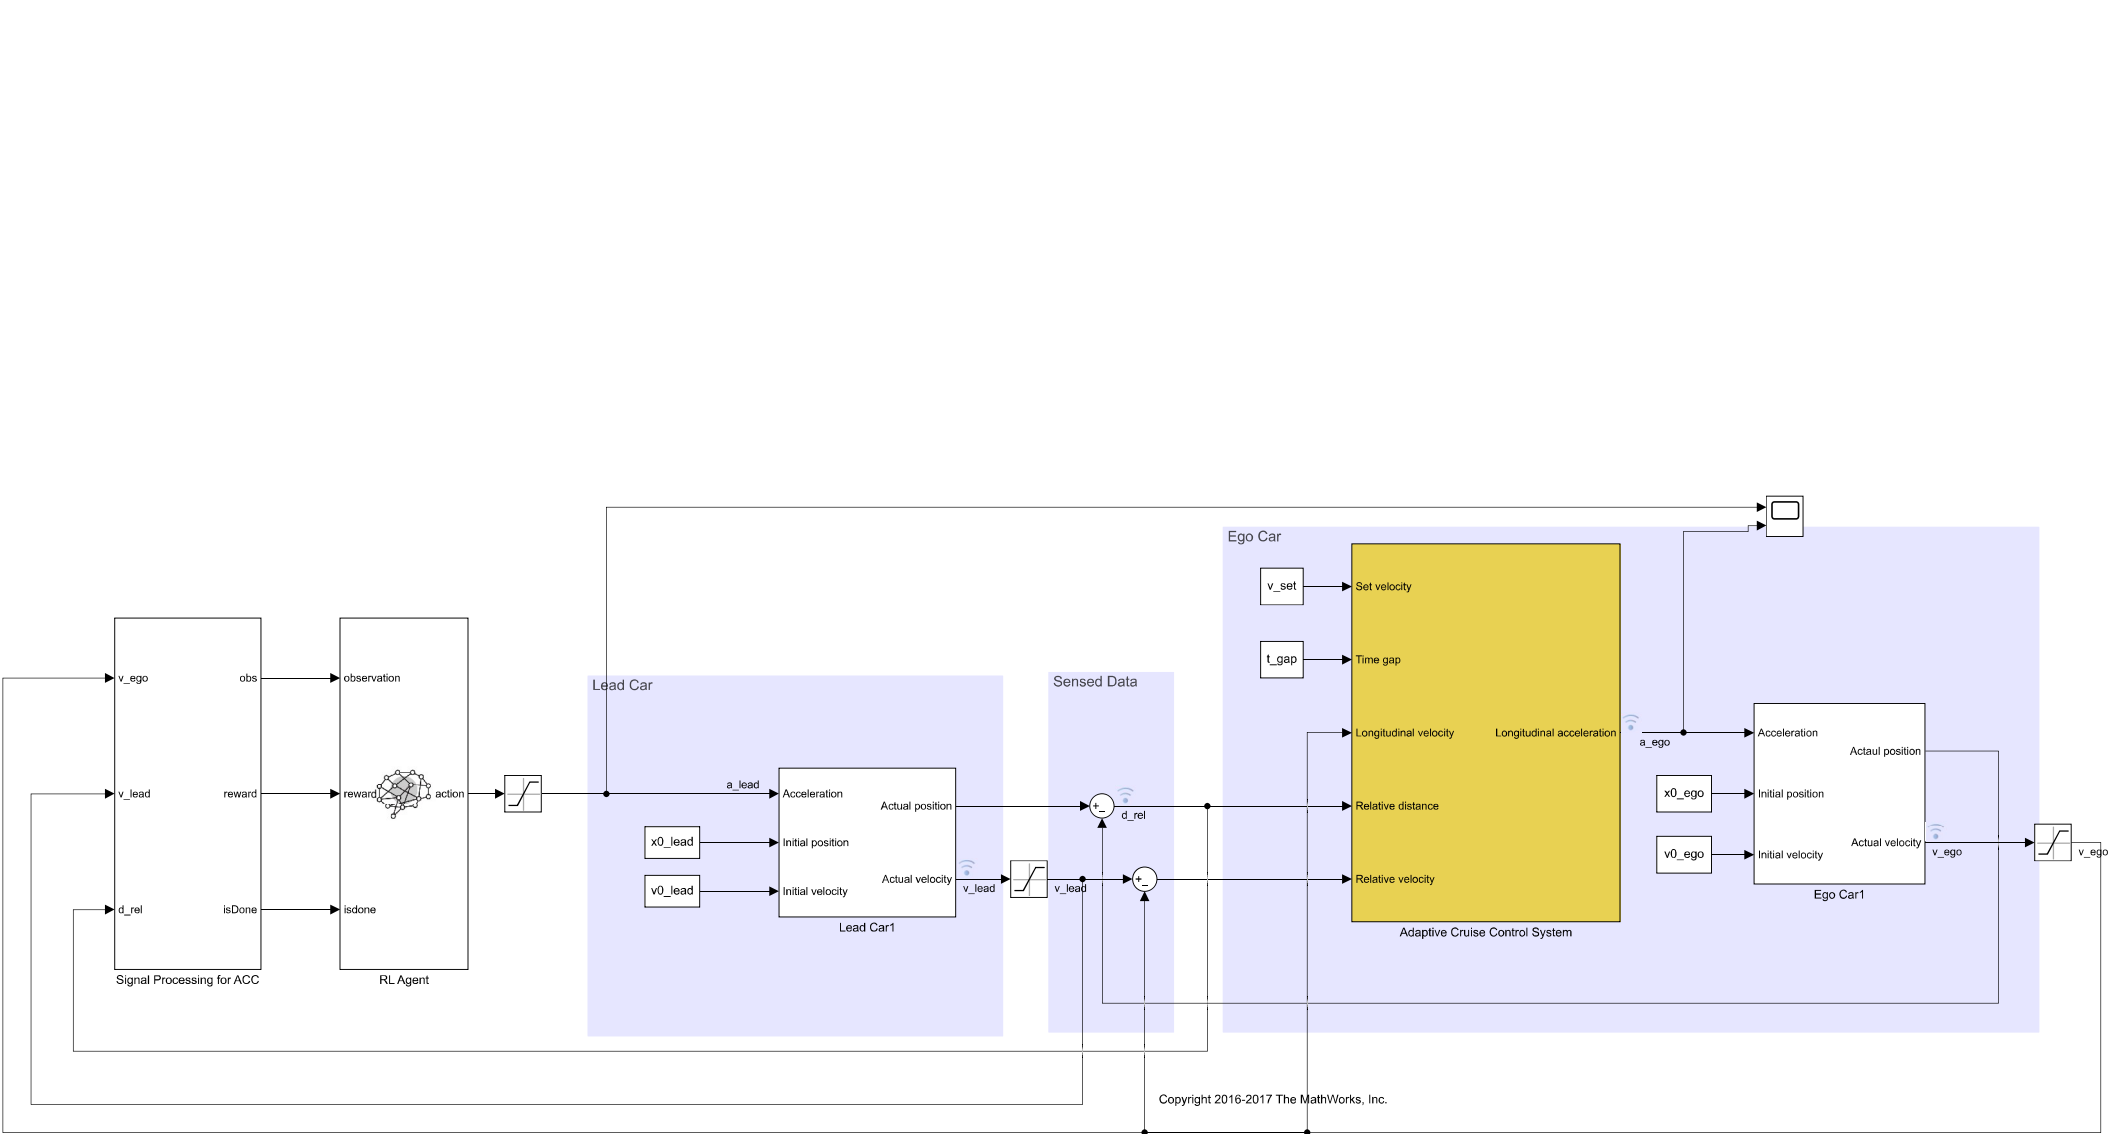 Ego Car
v_set
Set velocity
t_gap
Time gap
Longitudinal velocity
Longitudinal acceleration
a_ego
Relative distance
Relative velocity
Adaptive Cruise Control System
Acceleration
Actaul position
x0_ego
Initial position
Actual velocity
v_ego
v0_ego
Initial velocity
Ego Car1
v_ego
v_ego
obs
v_lead
reward
d_rel
isDone
Signal Processing for ACC
observation
reward
action
isdone
RL Agent
Lead Car
a_lead
Acceleration
Actual position
x0_lead
Initial position
Actual velocity
v_lead
v0_lead
Initial velocity
Lead Car1
Sensed Data
d_rel
v_lead
Copyright 2016-2017 The MathWorks, Inc.